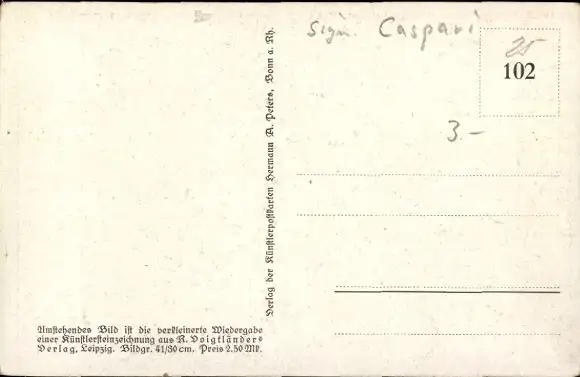 sign. Caspari
25
102
3.-
Verlag der Künstlerpostkarten Hermann A. Peters, Bonn a. Rh.
Umstehendes Bild ist die verkleinerte Wiedergabe
einer Künstlersteinzeichnung aus R. Voigtländers
Verlag, Leipzig. Bildgr. 41/30 cm. Preis 2.50 Mk.